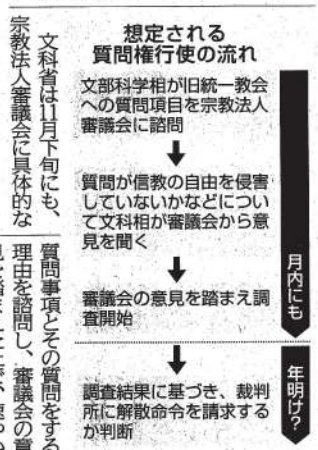 想定される
質問権行使の流れ
文部科学相が旧統一教会
への質問項目を宗教法人
審議会に諮問
質問が信教の自由を侵害
していないかなどについ
て文科相が審議会から意
見を聞く
審議会の意見を踏まえ調
査開始
調査結果に基づき、裁判
所に解散命令を請求する
か判断
月内にも
年明け?
文科省は11月下旬にも、
宗教法人審議会に具体的な
質問事項とその質問をする
理由を諮問し、審議会の意